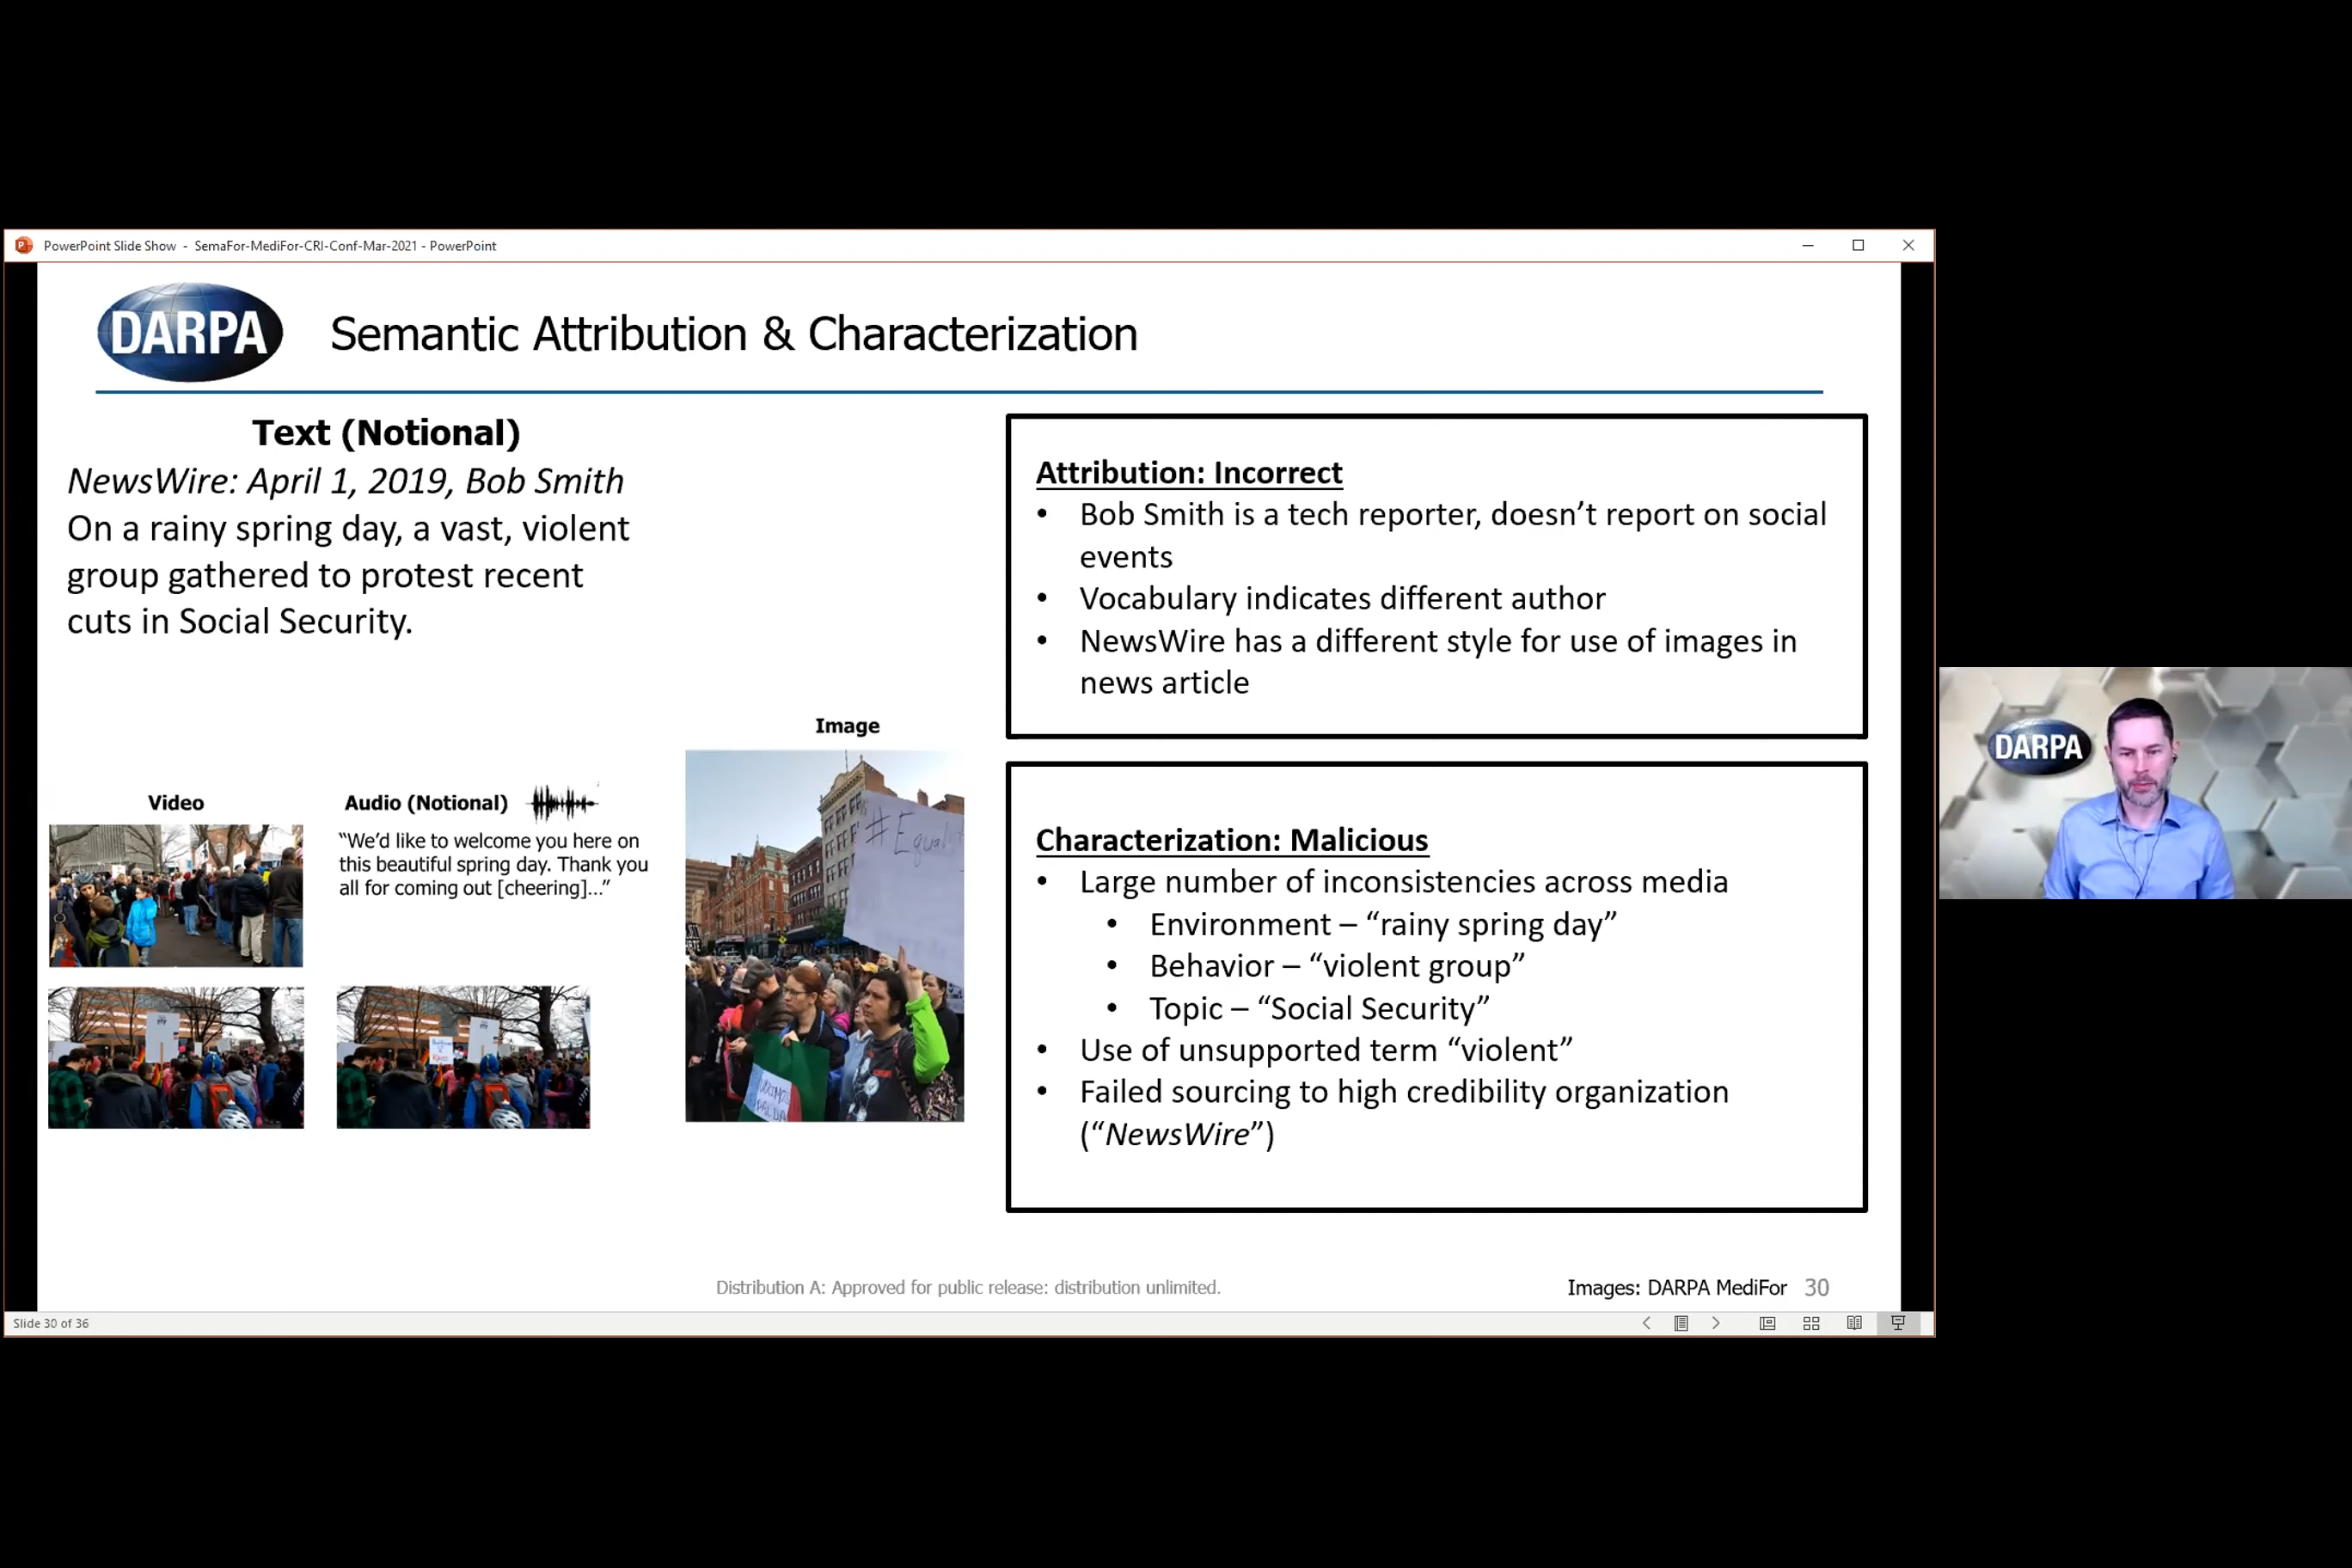 PowerPoint Slide Show - SemaFor-MediFor-CRI-Conf-Mar-2021 - PowerPoint
DARPA
Semantic Attribution & Characterization
Text (Notional)
NewsWire: April 1, 2019, Bob Smith
On a rainy spring day, a vast, violent
group gathered to protest recent
cuts in Social Security.
Video
Audio (Notional)
“We’d like to welcome you here on
this beautiful spring day. Thank you
all for coming out [cheering]...”
Image
Attribution: Incorrect
• Bob Smith is a tech reporter, doesn’t report on social
events
• Vocabulary indicates different author
• NewsWire has a different style for use of images in
news article
Characterization: Malicious
• Large number of inconsistencies across media
• Environment – “rainy spring day”
• Behavior – “violent group”
• Topic – “Social Security”
• Use of unsupported term “violent”
• Failed sourcing to high credibility organization
(“NewsWire”)
Distribution A: Approved for public release: distribution unlimited.
Images: DARPA MediFor 30
Slide 30 of 36
DARPA